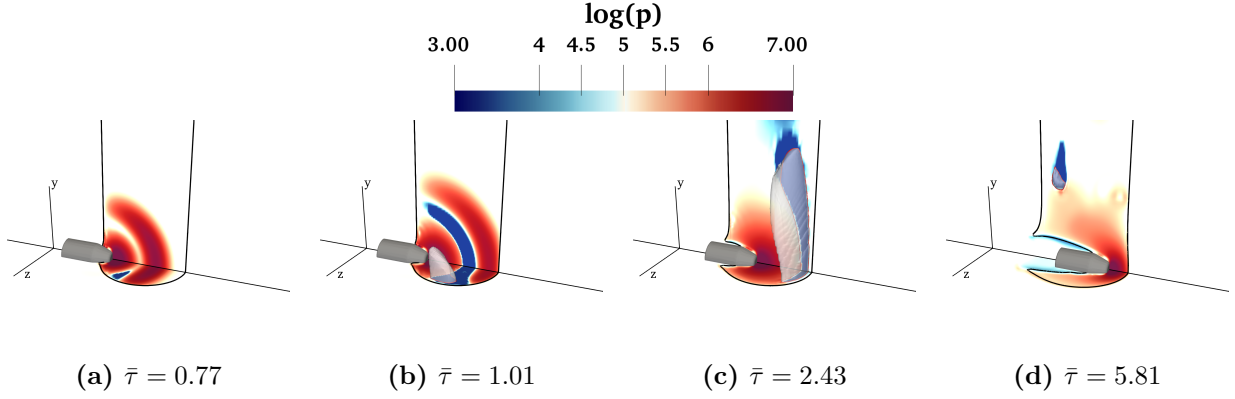 log(p)
3.00 4 4.5 5 5.5 6 7.00
y y y y
z z z z
(a) τ̄ = 0.77 (b) τ̄ = 1.01 (c) τ̄ = 2.43 (d) τ̄ = 5.81